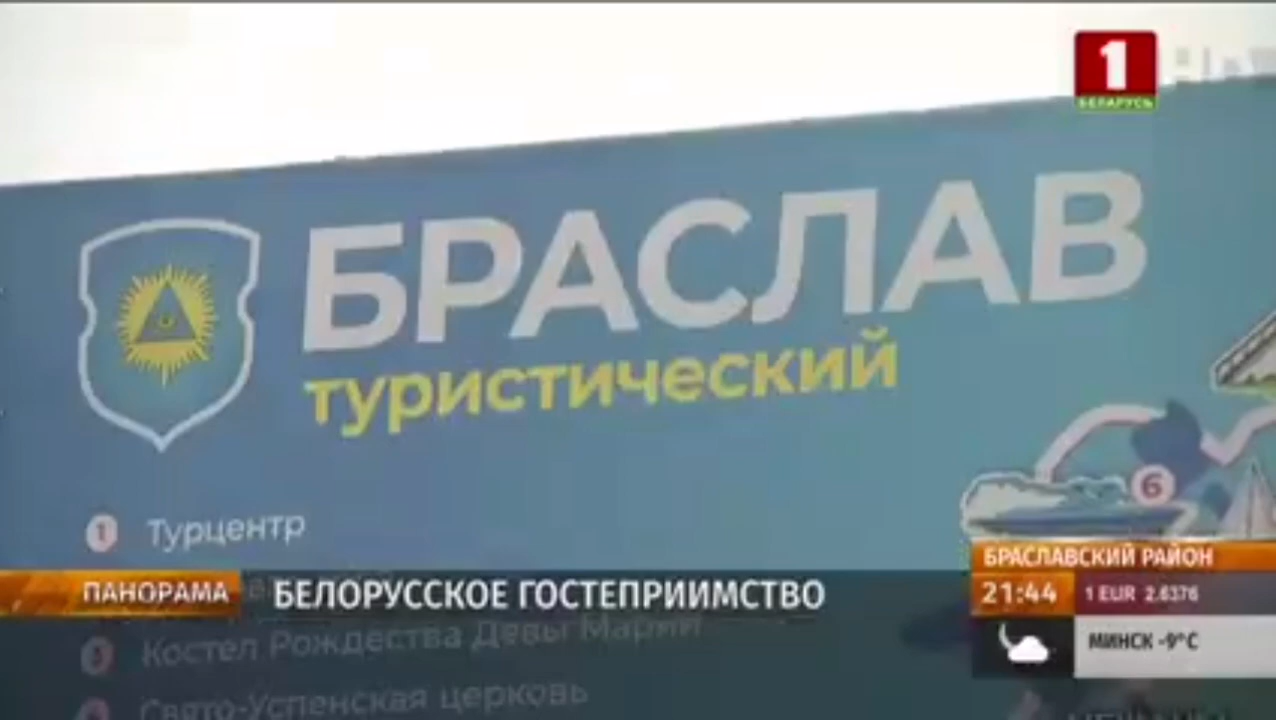 1
БЕЛАРУСЬ
БРАСЛАВ
туристический
6
1 Турцентр
БРАСЛАВСКИЙ РАЙОН
ПАНОРАМА
БЕЛОРУССКОЕ ГОСТЕПРИИМСТВО
21:44
1 EUR 2.6376
3 Костел Рождества Девы Марии
МИНСК -9°C
Свято-Успенская церковь